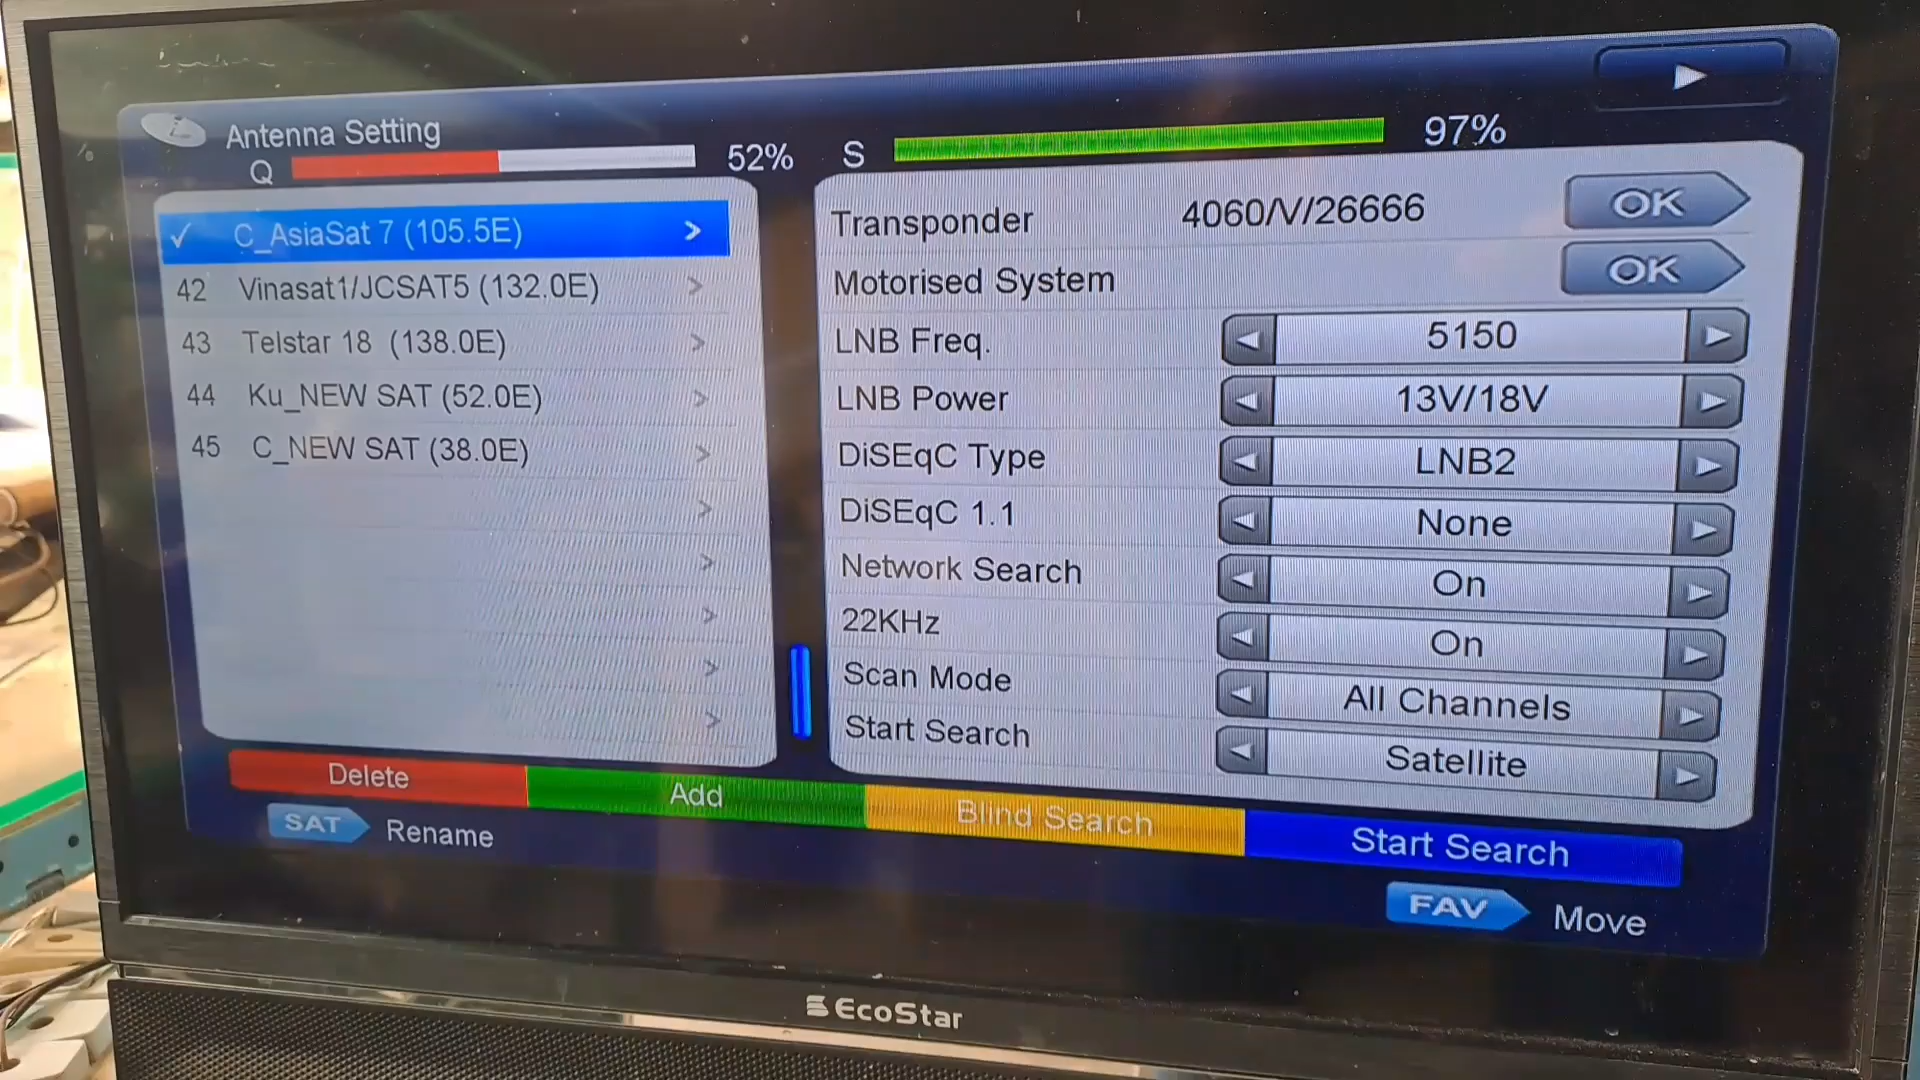 Antenna Setting
Q 52% S 97%
✓ C_AsiaSat 7 (105.5E) >
42 Vinasat1/JCSAT5 (132.0E) >
43 Telstar 18 (138.0E) >
44 Ku_NEW SAT (52.0E) >
45 C_NEW SAT (38.0E) >
Transponder 4060/V/26666 OK
Motorised System OK
LNB Freq. 5150
LNB Power 13V/18V
DiSEqC Type LNB2
DiSEqC 1.1 None
Network Search On
22KHz On
Scan Mode All Channels
Start Search Satellite
Delete Add Blind Search Start Search
SAT Rename
FAV Move
EcoStar